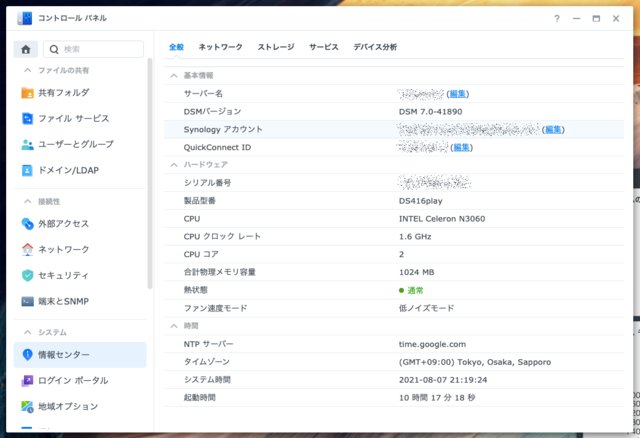 コントロール パネル
検索
ファイルの共有
共有フォルダ
ファイル サービス
ユーザーとグループ
ドメイン/LDAP
接続性
外部アクセス
ネットワーク
セキュリティ
端末とSNMP
システム
情報センター
ログイン ポータル
地域オプション
全般 ネットワーク ストレージ サービス デバイス分析
基本情報
サーバー名 (編集)
DSMバージョン DSM 7.0-41890
Synology アカウント (編集)
QuickConnect ID (編集)
ハードウェア
シリアル番号
製品型番 DS416play
CPU INTEL Celeron N3060
CPU クロック レート 1.6 GHz
CPU コア 2
合計物理メモリ容量 1024 MB
熱状態 通常
ファン速度モード 低ノイズモード
時間
NTP サーバー time.google.com
タイムゾーン (GMT+09:00) Tokyo, Osaka, Sapporo
システム時間 2021-08-07 21:19:24
起動時間 10 時間 17 分 18 秒